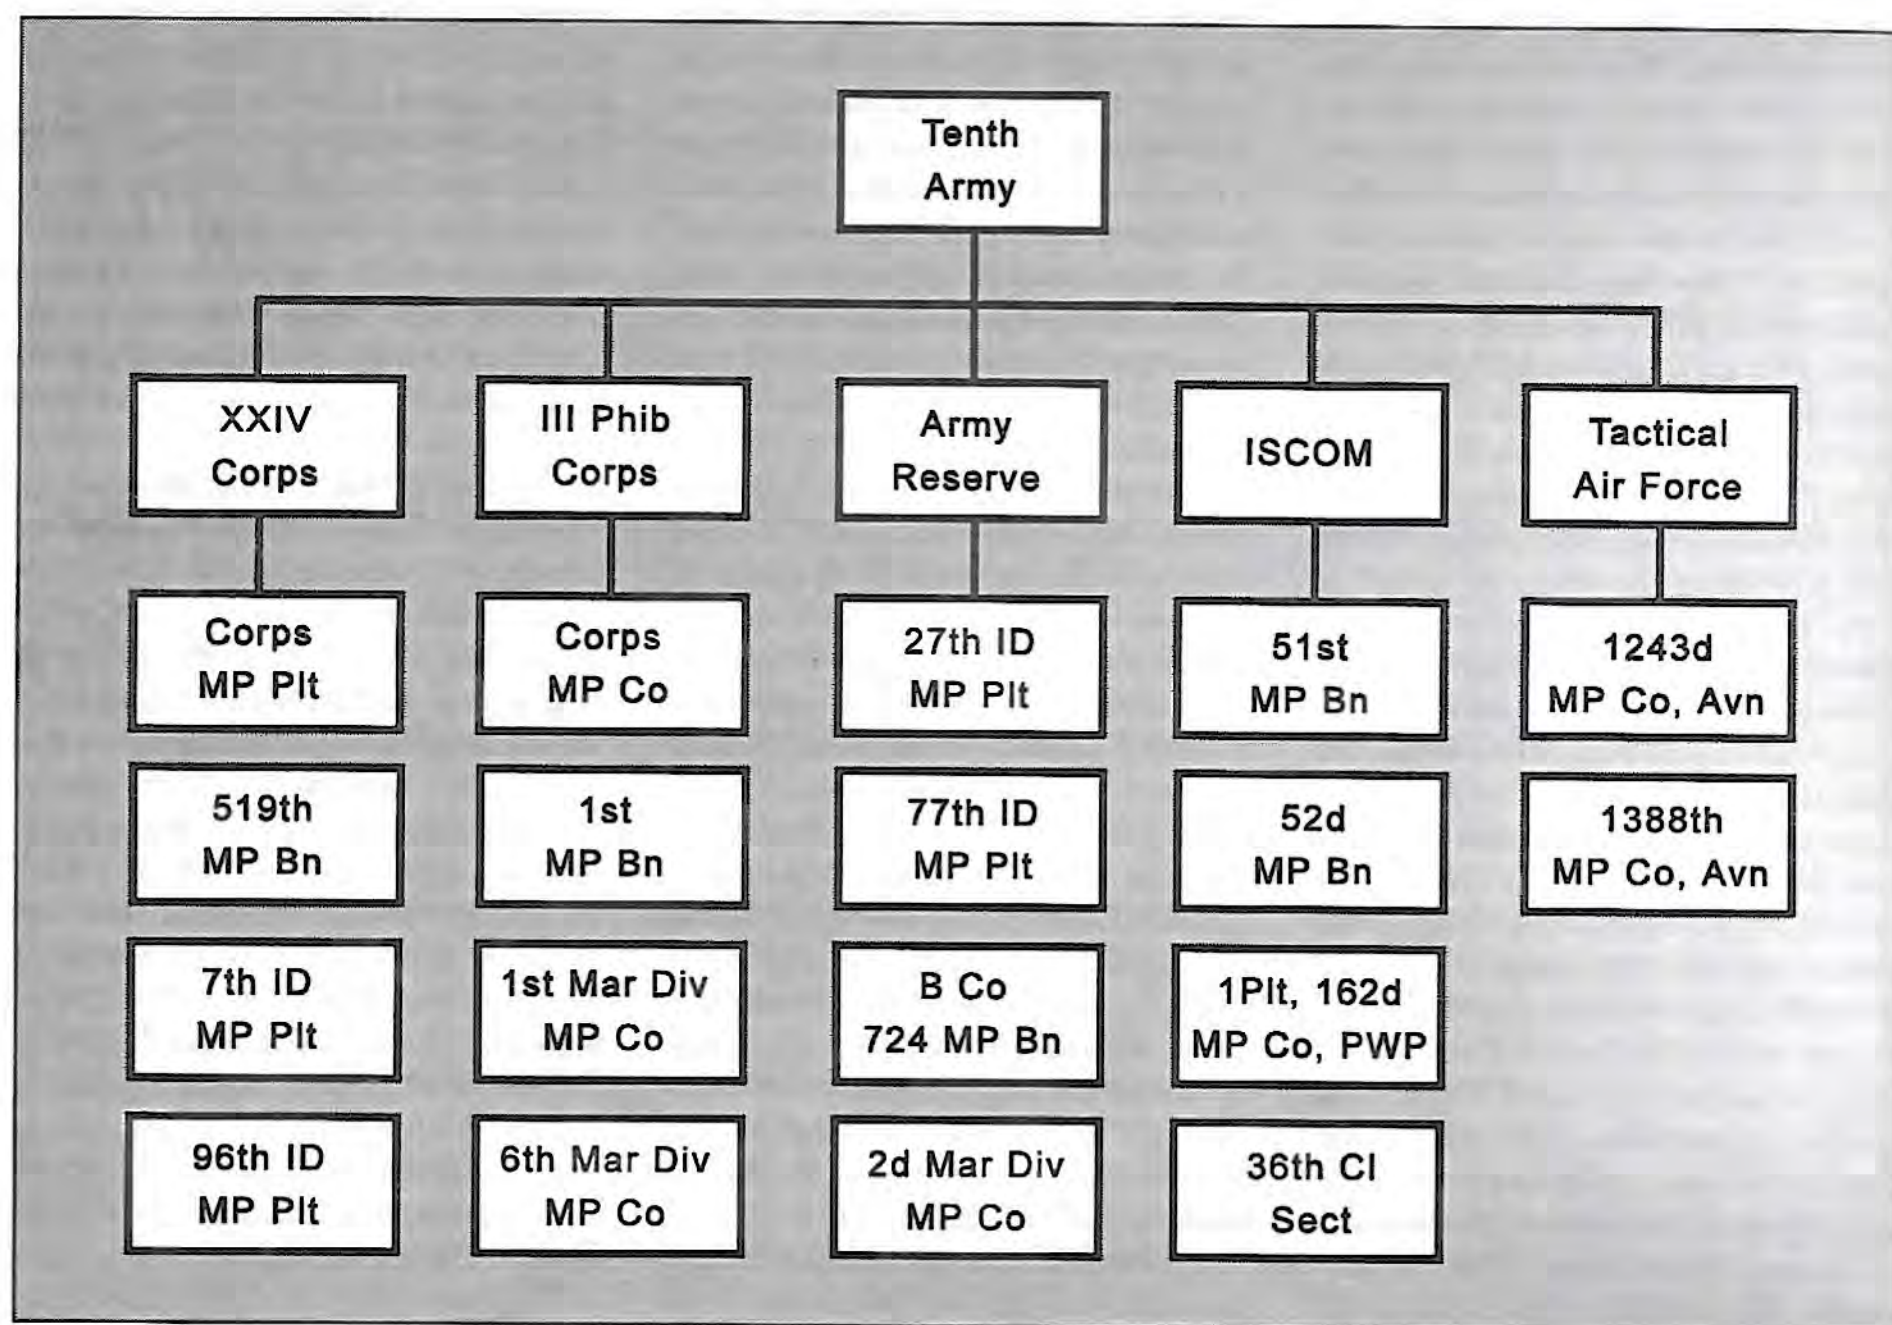 Tenth
Army
XXIV
Corps
III Phib
Corps
Army
Reserve
ISCOM
Tactical
Air Force
Corps
MP Plt
Corps
MP Co
27th ID
MP Plt
51st
MP Bn
1243d
MP Co, Avn
519th
MP Bn
1st
MP Bn
77th ID
MP Plt
52d
MP Bn
1388th
MP Co, Avn
7th ID
MP Plt
1st Mar Div
MP Co
B Co
724 MP Bn
1Plt, 162d
MP Co, PWP
96th ID
MP Plt
6th Mar Div
MP Co
2d Mar Div
MP Co
36th CI
Sect